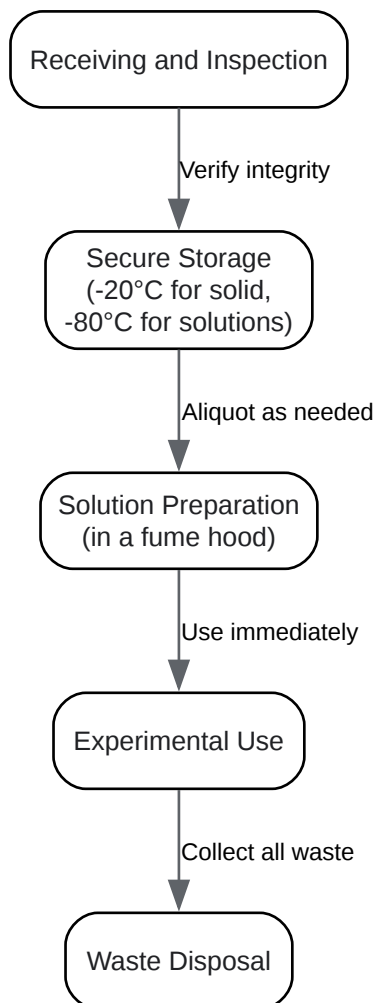 Receiving and Inspection
Verify integrity
Secure Storage
(-20°C for solid,
-80°C for solutions)
Aliquot as needed
Solution Preparation
(in a fume hood)
Use immediately
Experimental Use
Collect all waste
Waste Disposal